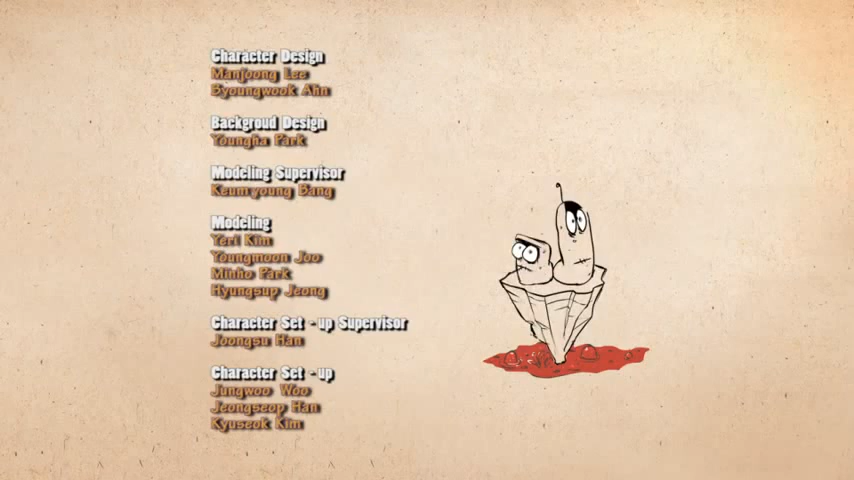 Character Design
Manjoong Lee
Byoungwook Ahn
Backgroud Design
Youngha Park
Modeling Supervisor
Keumyoung Bang
Modeling
Yeri Kim
Youngmoon Joo
Minho Park
Hyungsup Jeong
Character Set - up Supervisor
Joongsu Han
Character Set - up
Jungwoo Woo
Jeongseop Han
Kyuseok Kim